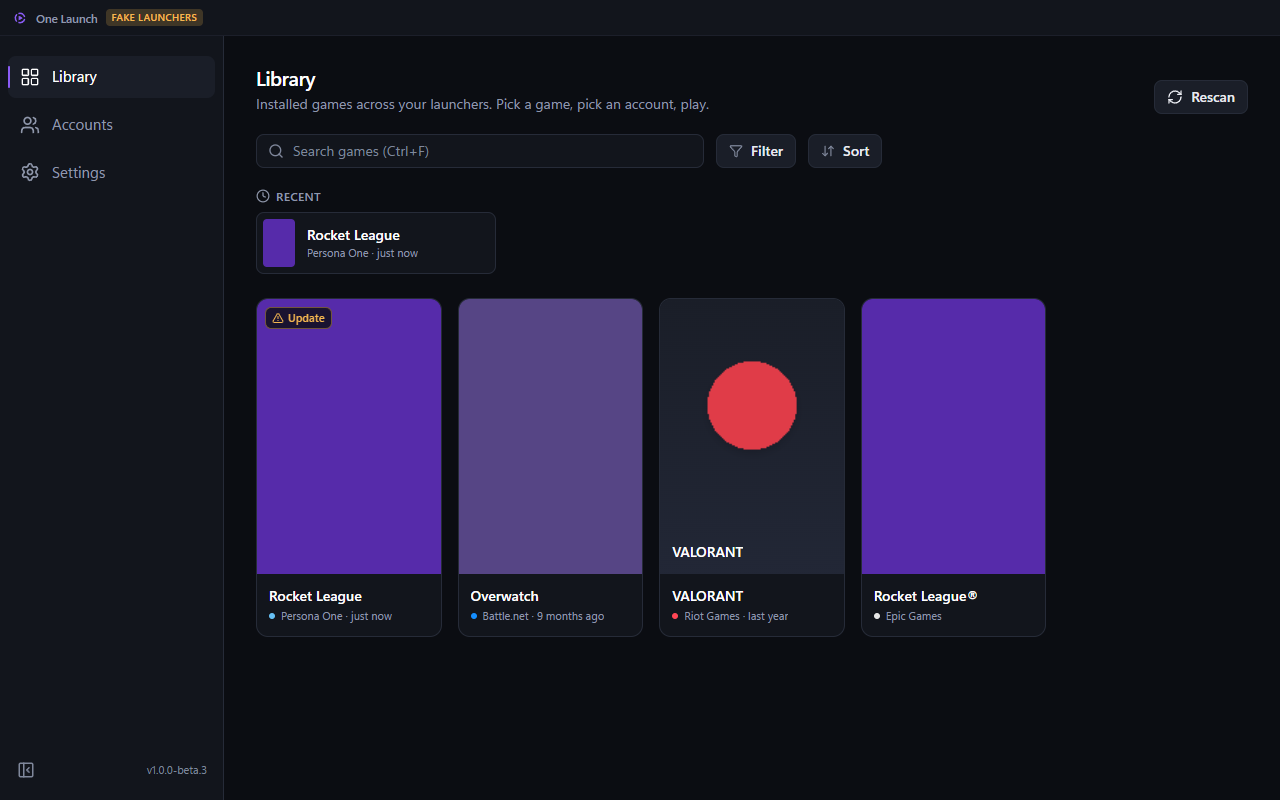 One Launch FAKE LAUNCHERS
Library
Accounts
Settings
v1.0.0-beta.3
Library
Installed games across your launchers. Pick a game, pick an account, play.
Rescan
Search games (Ctrl+F)
Filter
Sort
RECENT
Rocket League
Persona One · just now
Update
Rocket League
Persona One · just now
Overwatch
Battle.net · 9 months ago
VALORANT
VALORANT
Riot Games · last year
Rocket League®
Epic Games